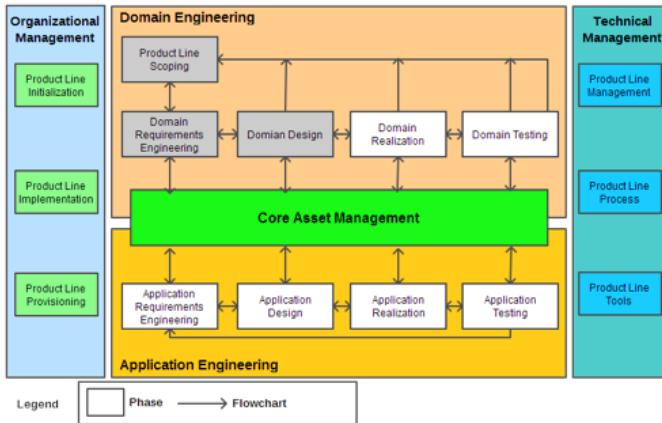 Organizational
Management
Product Line
Initialization
Product Line
Implementation
Product Line
Provisioning
Domain Engineering
Product Line
Scoping
Domain
Requirements
Engineering
Domian Design
Domain
Realization
Domain Testing
Core Asset Management
Application
Requirements
Engineering
Application
Design
Application
Realization
Application
Testing
Application Engineering
Technical
Management
Product Line
Management
Product Line
Process
Product Line
Tools
Legend
Phase
Flowchart